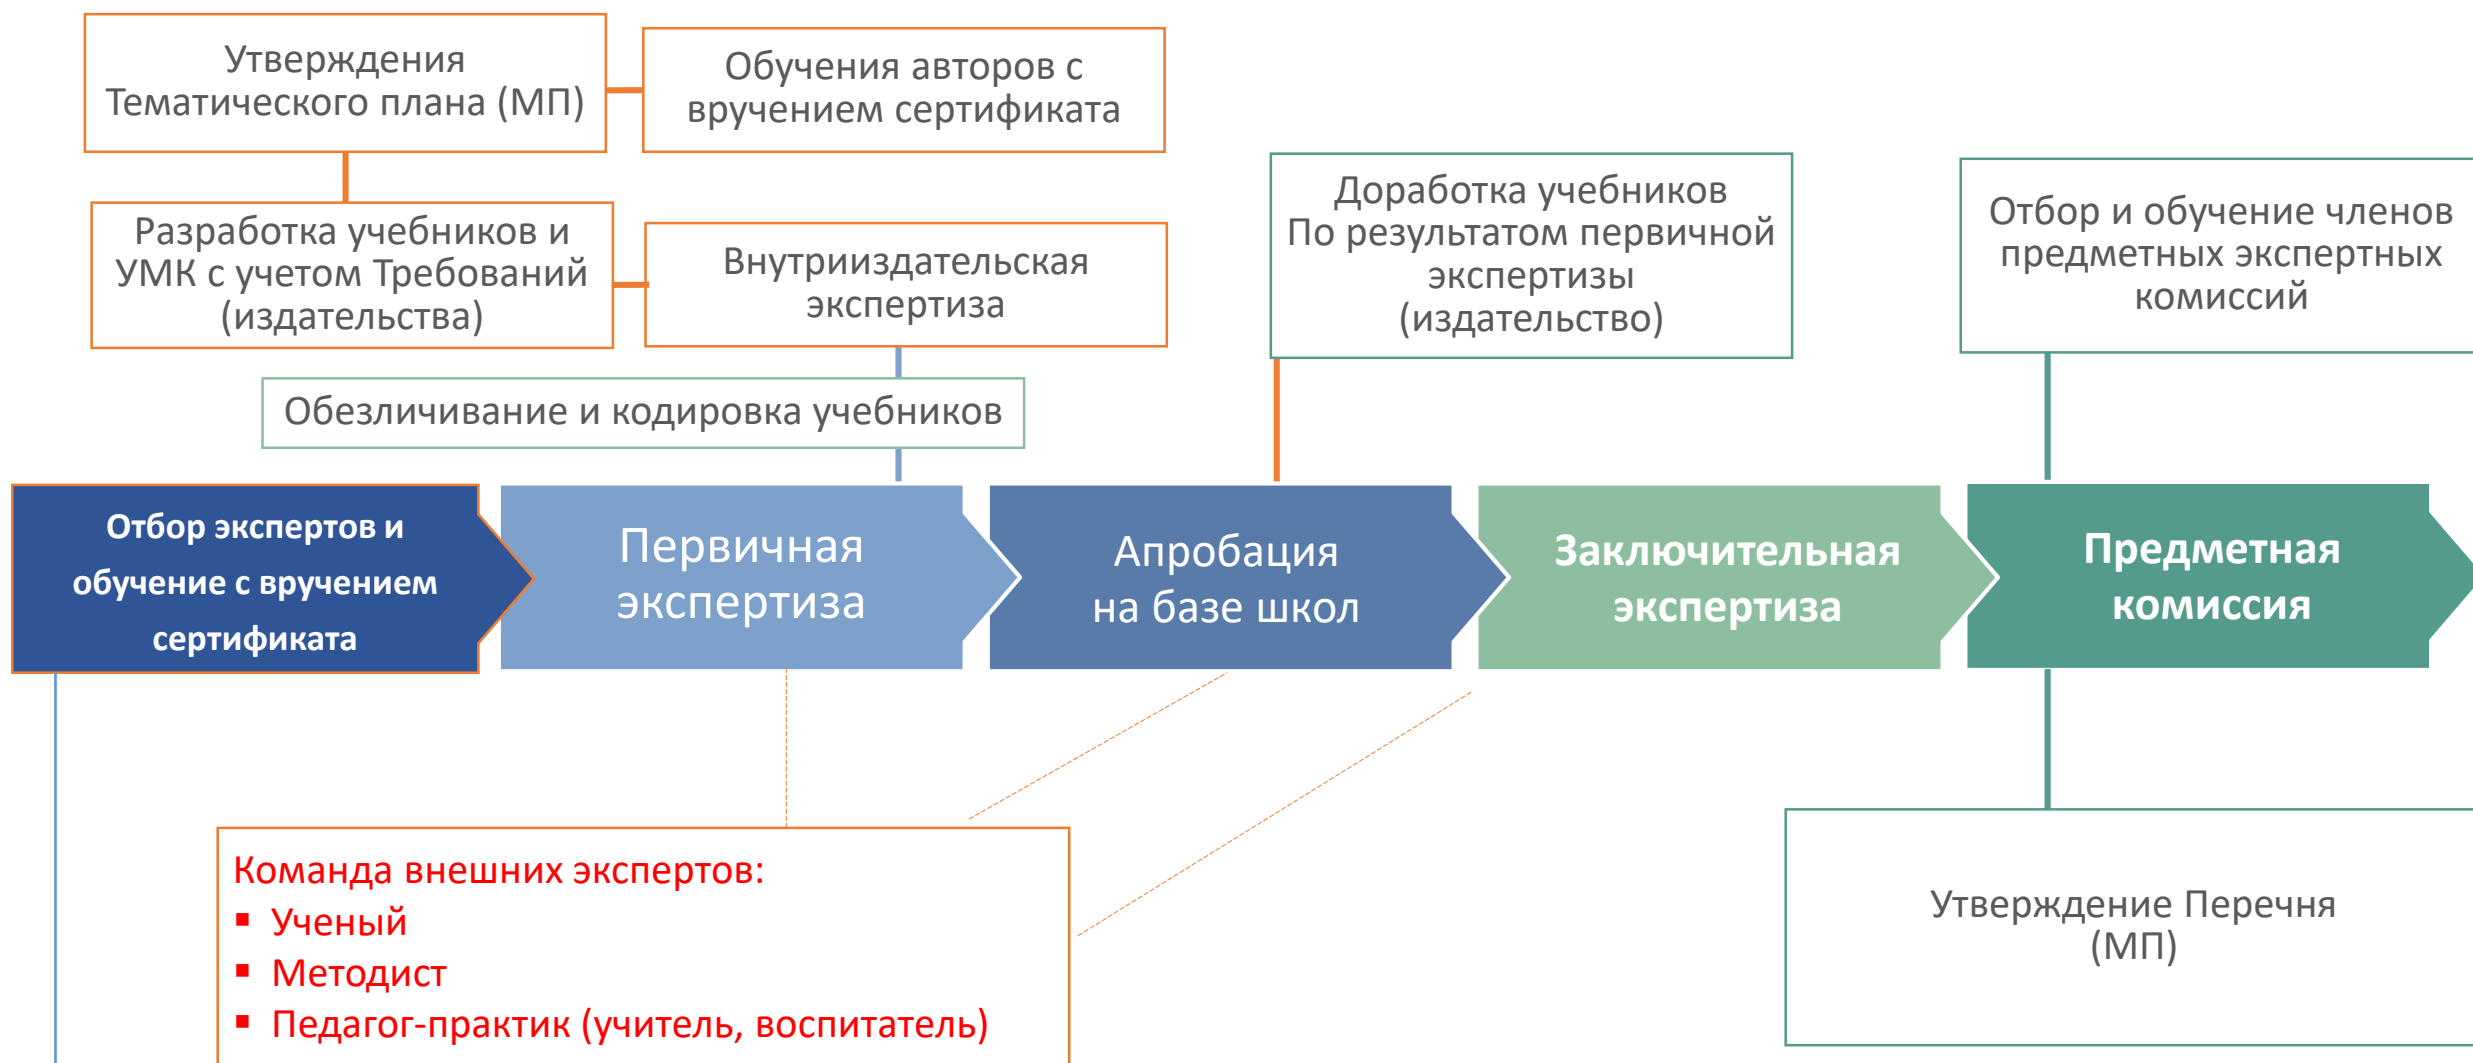 Утверждения
Тематического плана (МП)
Обучения авторов с
вручением сертификата
Разработка учебников и
УМК с учетом Требований
(издательства)
Внутрииздательская
экспертиза
Доработка учебников
По результатом первичной
экспертизы
(издательство)
Отбор и обучение членов
предметных экспертных
комиссий
Обезличивание и кодировка учебников
Отбор экспертов и
обучение с вручением
сертификата
Первичная
экспертиза
Апробация
на базе школ
Заключительная
экспертиза
Предметная
комиссия
Команда внешних экспертов:
▪ Ученый
▪ Методист
▪ Педагог-практик (учитель, воспитатель)
Утверждение Перечня
(МП)